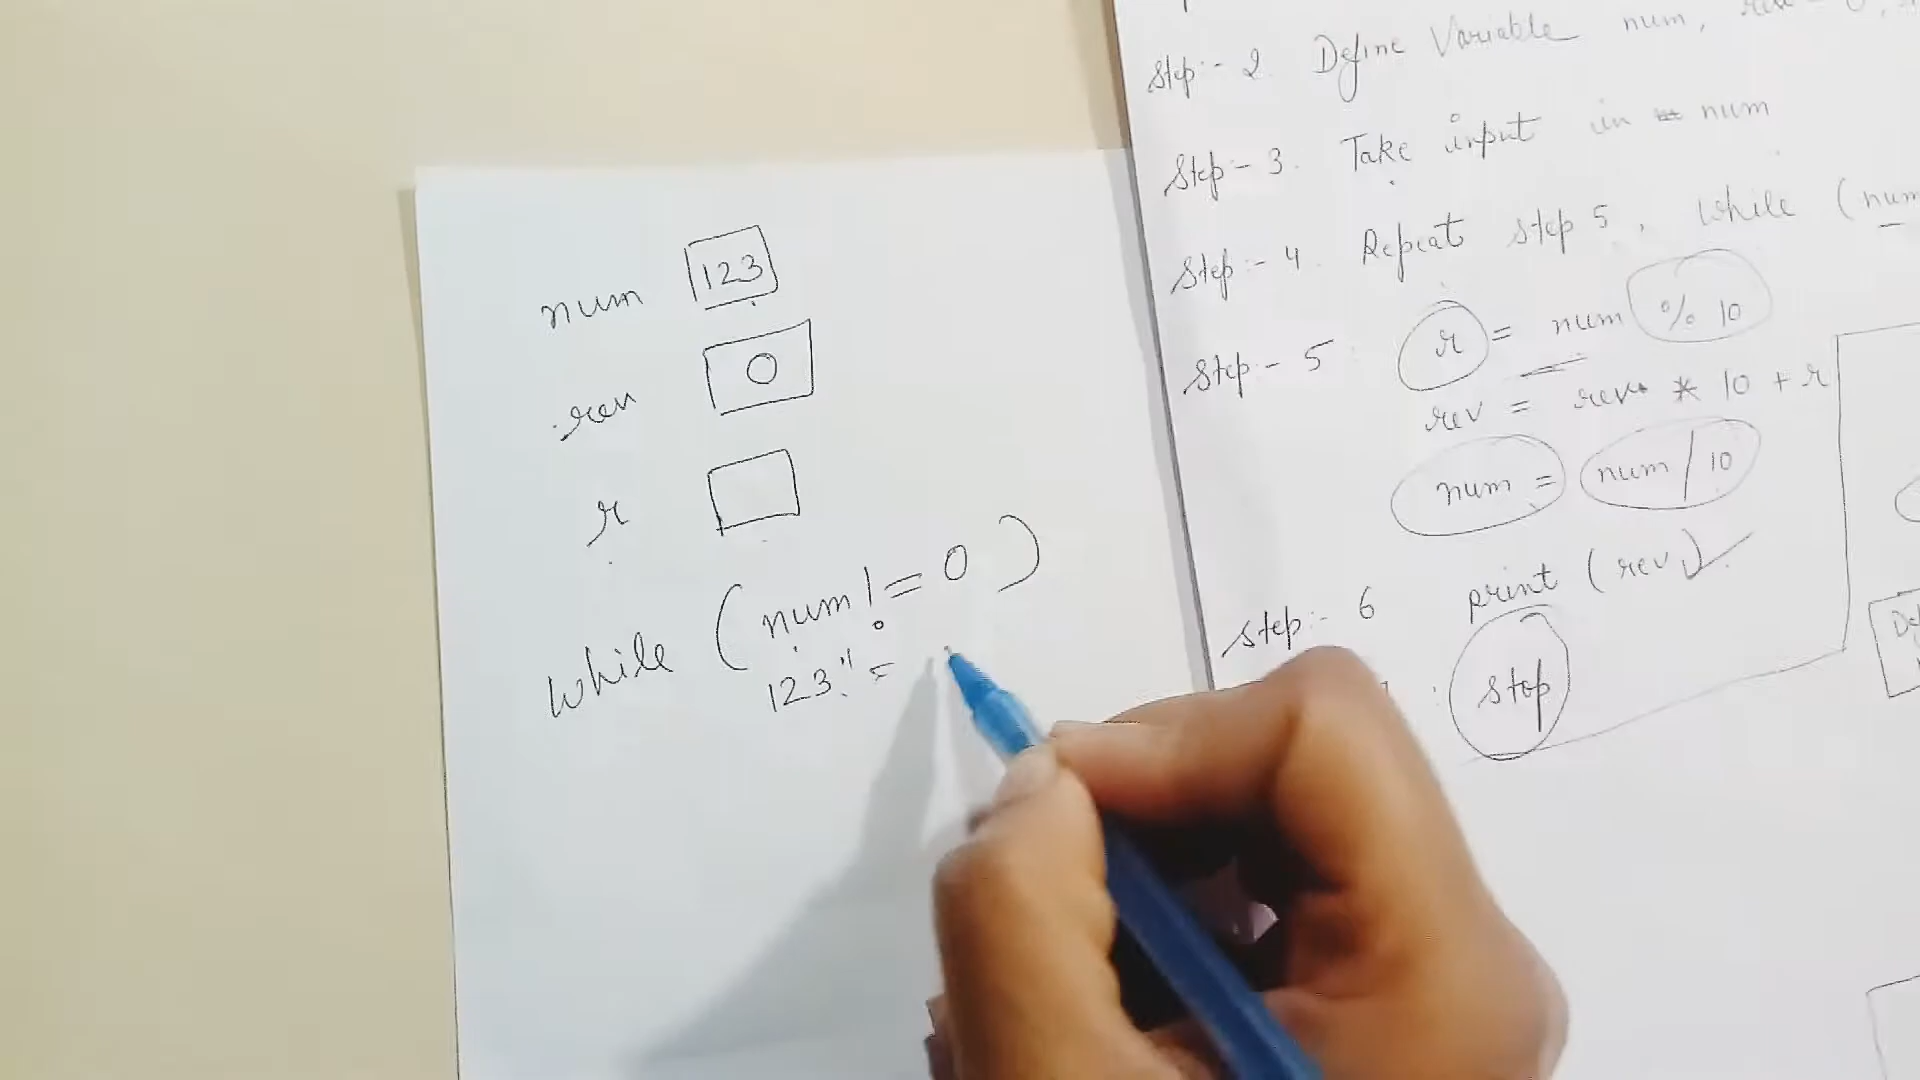 num 123
rev 0
r
while (num != 0)
123 !=
Step:- 2. Define Variable num,
Step:- 3. Take input in num
Step:- 4. Repeat step 5, while (num
Step:- 5: r = num % 10
rev = rev * 10 + r
num = num / 10
Step:- 6 print (rev)
: stop